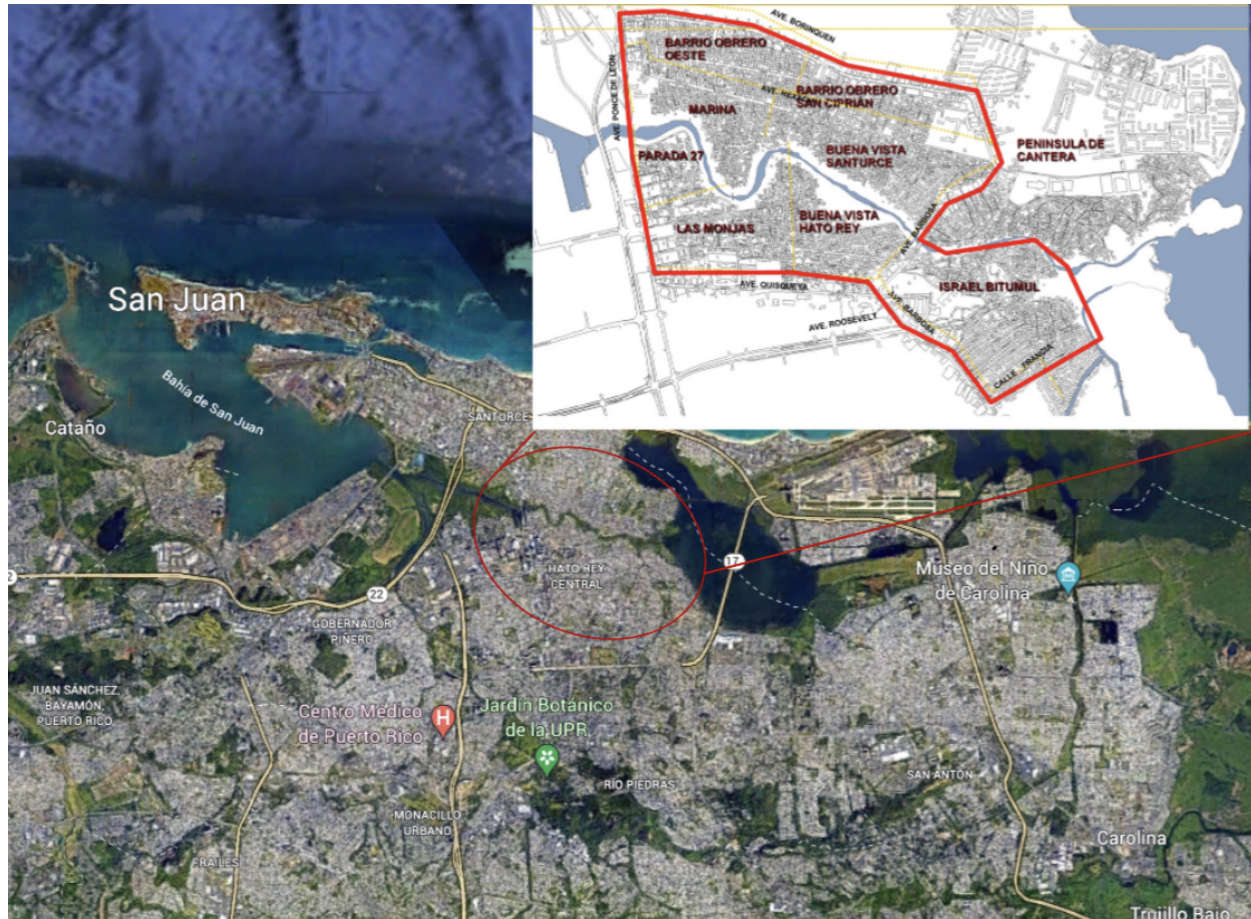 AVE. BORINQUEN
BARRIO OBRERO
OESTE
AVE. PONCE DE LEÓN
BARRIO OBRERO
SAN CIPRIÁN
MARINA
PENINSULA DE
CANTERA
PARADA 27
BUENA VISTA
SANTURCE
LAS MONJAS
BUENA VISTA
HATO REY
AVE. BARBOSA
AVE. QUISQUEYA
ISRAEL BITUMUL
AVE. BARBOSA
AVE. ROOSEVELT
CALLE FRANCIA
San Juan
Bahía de San Juan
Cataño
SANTURCE
HATO REY
CENTRAL
17
Museo del Niño
de Carolina
2
22
GOBERNADOR
PIÑERO
JUAN SÁNCHEZ,
BAYAMÓN,
PUERTO RICO
Centro Médico
de Puerto Rico
H
Jardín Botánico
de la UPR
RÍO PIEDRAS
SAN ANTÓN
MONACILLO
URBANO
FRAILES
Carolina
Trujillo Bajo